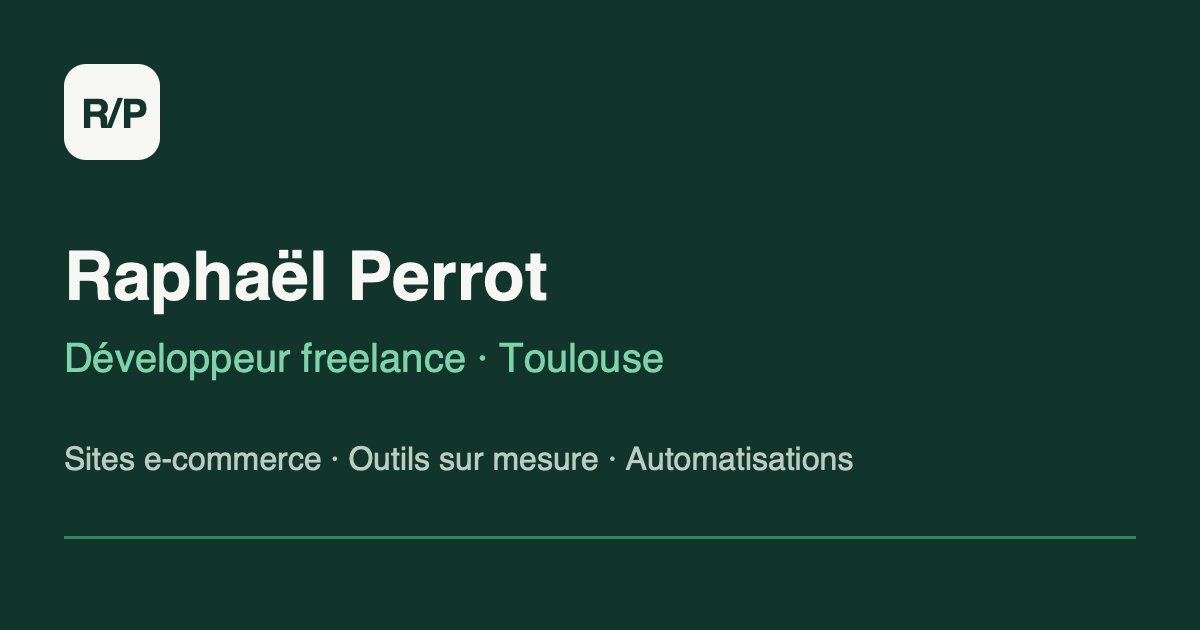 R/P
Raphaël Perrot
Développeur freelance · Toulouse
Sites e-commerce · Outils sur mesure · Automatisations